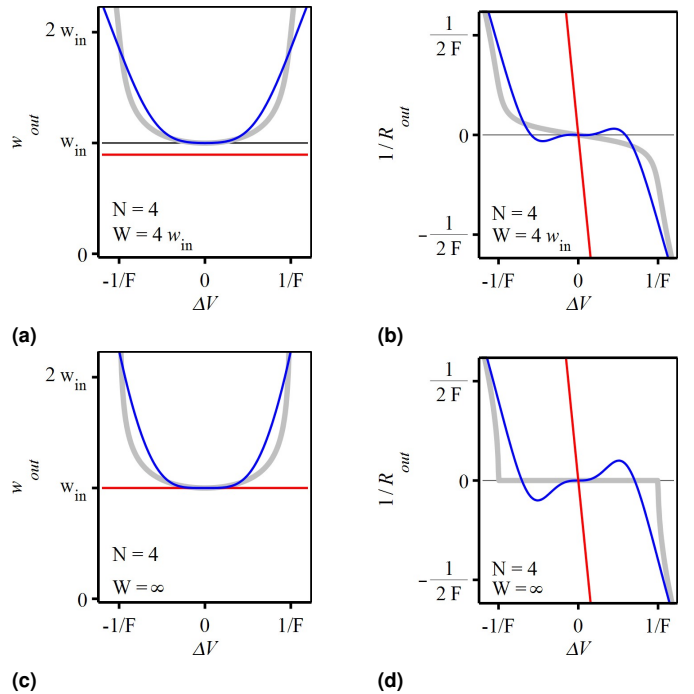 2 w_in
w_in
0
w_out
N = 4
W = 4 w_in
-1/F 0 1/F
ΔV
(a)
1/(2 F)
0
-1/(2 F)
1/R_out
N = 4
W = 4 w_in
-1/F 0 1/F
ΔV
(b)
2 w_in
w_in
0
w_out
N = 4
W = ∞
-1/F 0 1/F
ΔV
(c)
1/(2 F)
0
-1/(2 F)
1/R_out
N = 4
W = ∞
-1/F 0 1/F
ΔV
(d)